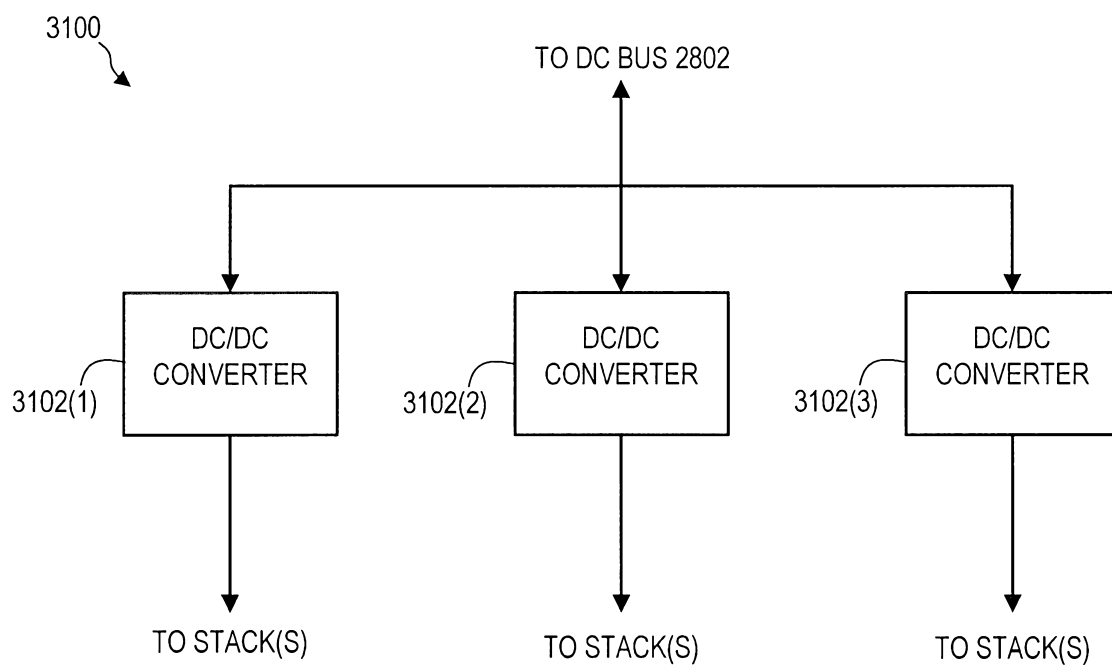 3100
TO DC BUS 2802
DC/DC
CONVERTER
3102(1)
DC/DC
CONVERTER
3102(2)
DC/DC
CONVERTER
3102(3)
TO STACK(S)
TO STACK(S)
TO STACK(S)